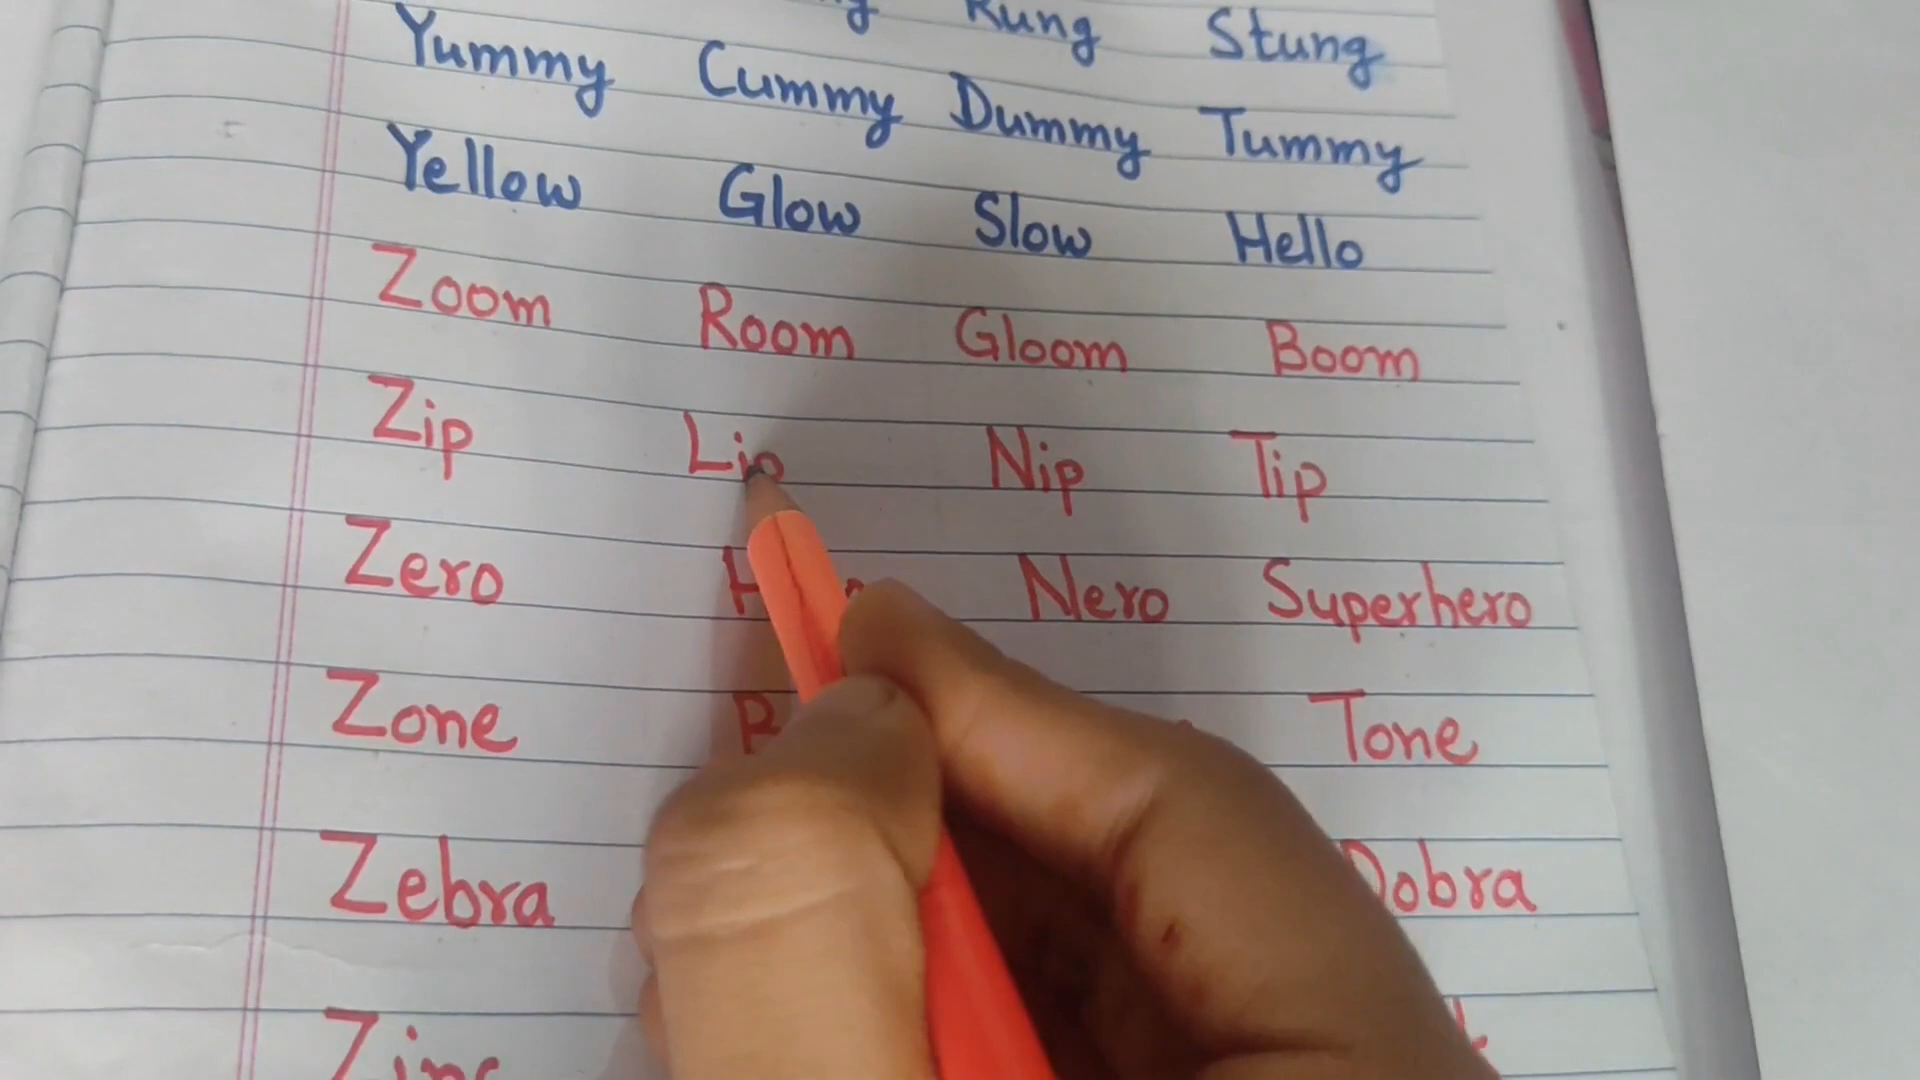 Rung Stung
Yummy Cummy Dummy Tummy
Yellow Glow Slow Hello
Zoom Room Gloom Boom
Zip Lip Nip Tip
Zero Nero Superhero
Zone Tone
Zebra Dobra